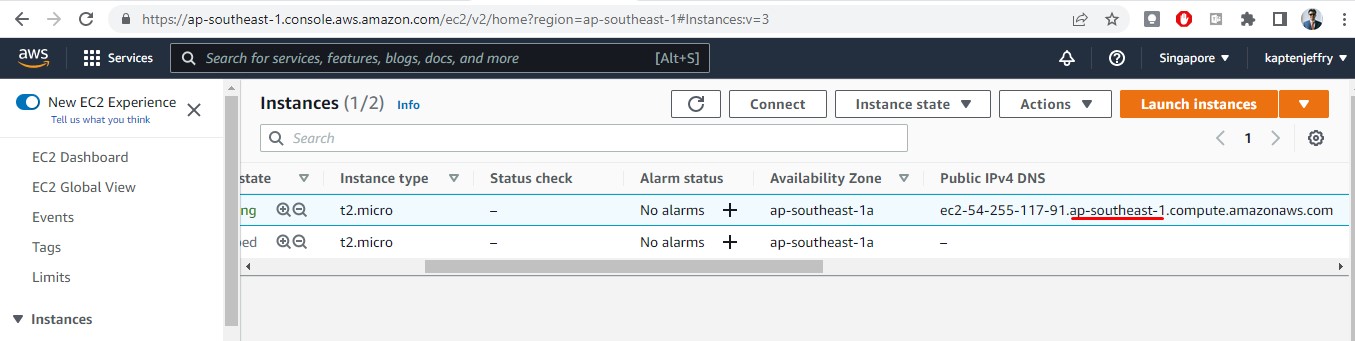 https://ap-southeast-1.console.aws.amazon.com/ec2/v2/home?region=ap-southeast-1#Instances:v=3
aws Services Search for services, features, blogs, docs, and more [Alt+S] Singapore kaptenjeffry
New EC2 Experience
Tell us what you think
EC2 Dashboard
EC2 Global View
Events
Tags
Limits
Instances
Instances (1/2) Info Connect Instance state Actions Launch instances
Search 1
state Instance type Status check Alarm status Availability Zone Public IPv4 DNS
ng t2.micro – No alarms + ap-southeast-1a ec2-54-255-117-91.ap-southeast-1.compute.amazonaws.com
ped t2.micro – No alarms + ap-southeast-1a –